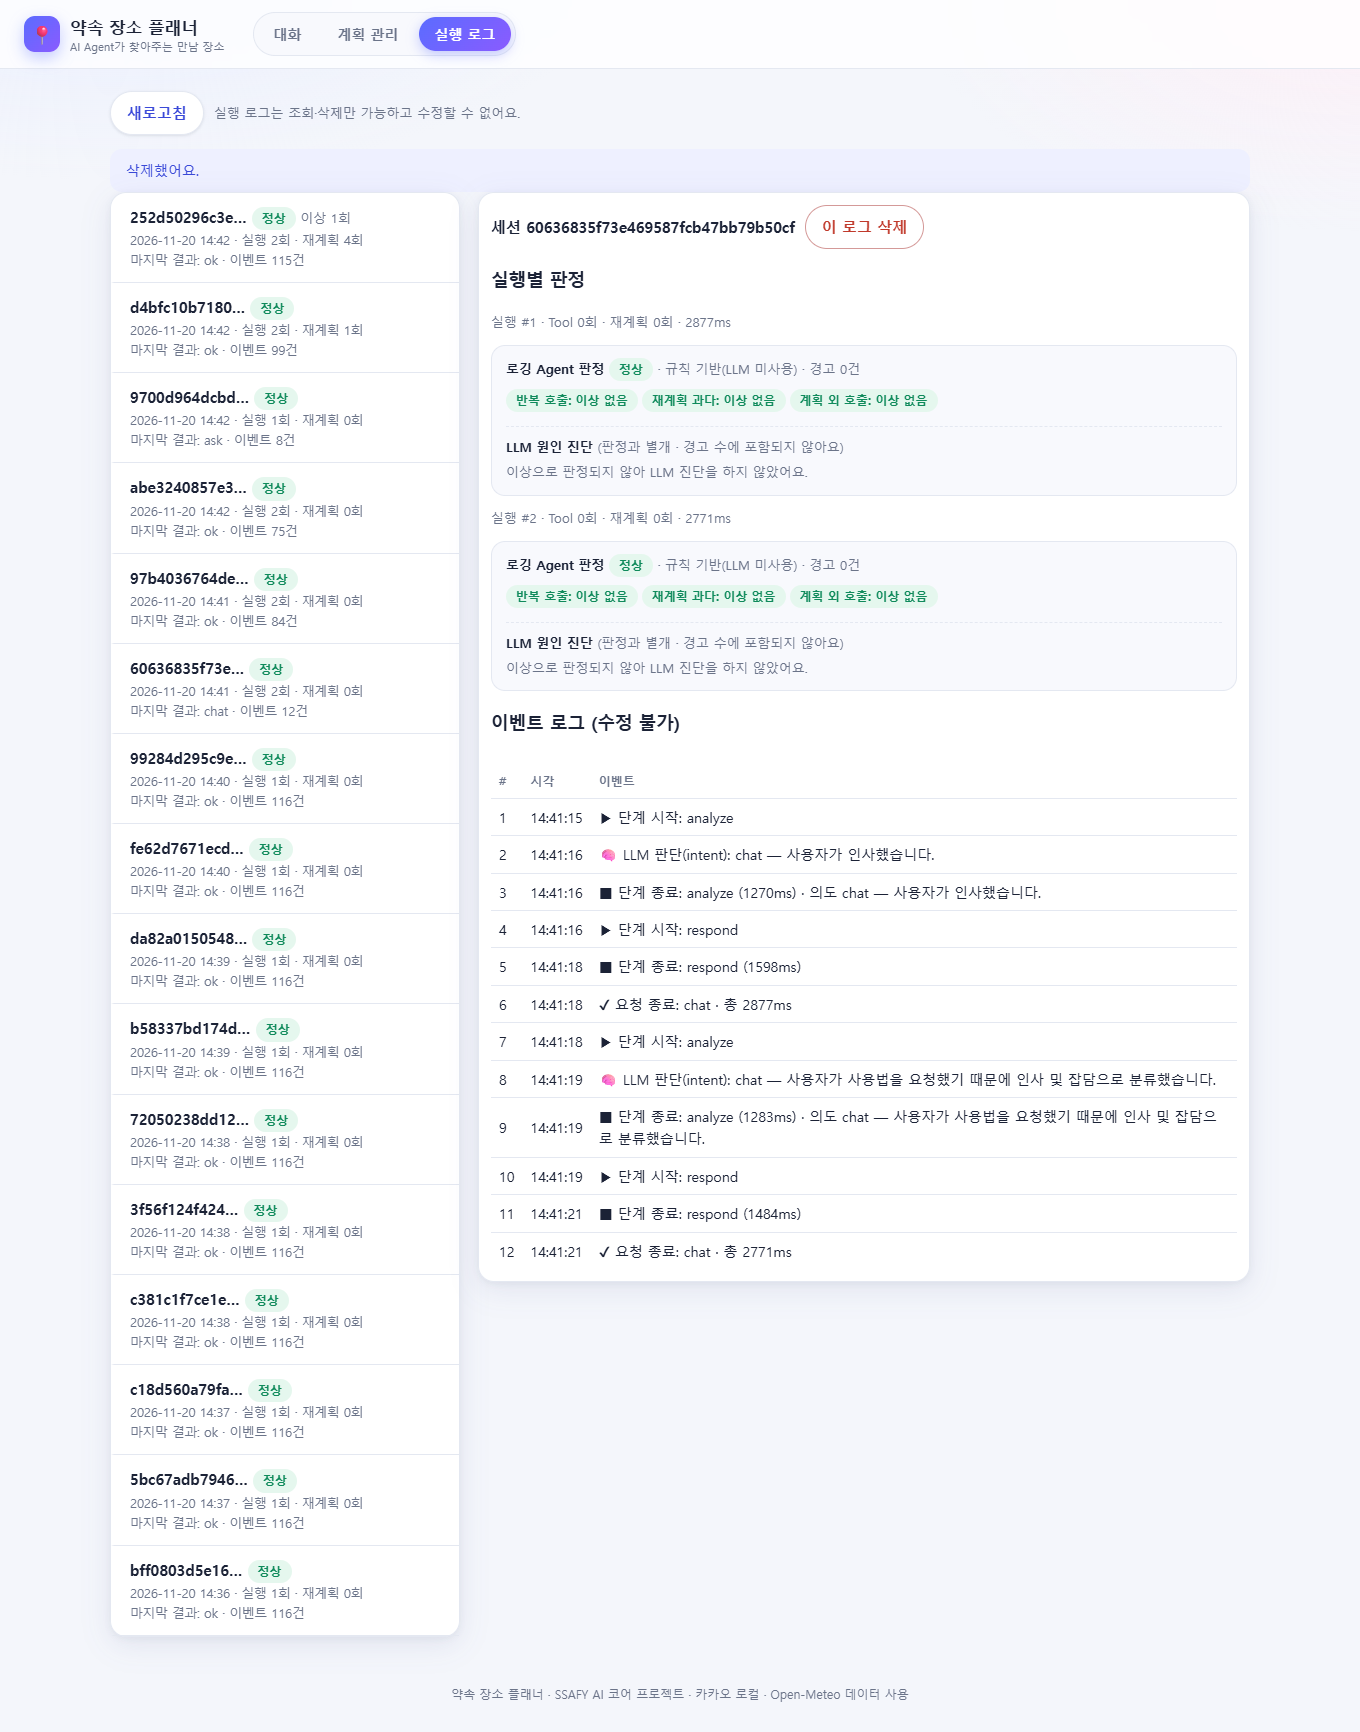 약속 장소 플래너
AI Agent가 찾아주는 만남 장소
대화
계획 관리
실행 로그
새로고침
실행 로그는 조회·삭제만 가능하고 수정할 수 없어요.
삭제했어요.
252d50296c3e... 정상 이상 1회
2026-11-20 14:42 · 실행 2회 · 재계획 4회
마지막 결과: ok · 이벤트 115건
d4bfc10b7180... 정상
2026-11-20 14:42 · 실행 2회 · 재계획 1회
마지막 결과: ok · 이벤트 99건
9700d964dcbd... 정상
2026-11-20 14:42 · 실행 1회 · 재계획 0회
마지막 결과: ask · 이벤트 8건
abe3240857e3... 정상
2026-11-20 14:42 · 실행 2회 · 재계획 0회
마지막 결과: ok · 이벤트 75건
97b4036764de... 정상
2026-11-20 14:41 · 실행 2회 · 재계획 0회
마지막 결과: ok · 이벤트 84건
60636835f73e... 정상
2026-11-20 14:41 · 실행 2회 · 재계획 0회
마지막 결과: chat · 이벤트 12건
99284d295c9e... 정상
2026-11-20 14:40 · 실행 1회 · 재계획 0회
마지막 결과: ok · 이벤트 116건
fe62d7671ecd... 정상
2026-11-20 14:40 · 실행 1회 · 재계획 0회
마지막 결과: ok · 이벤트 116건
da82a0150548... 정상
2026-11-20 14:39 · 실행 1회 · 재계획 0회
마지막 결과: ok · 이벤트 116건
b58337bd174d... 정상
2026-11-20 14:39 · 실행 1회 · 재계획 0회
마지막 결과: ok · 이벤트 116건
72050238dd12... 정상
2026-11-20 14:38 · 실행 1회 · 재계획 0회
마지막 결과: ok · 이벤트 116건
3f56f124f424... 정상
2026-11-20 14:38 · 실행 1회 · 재계획 0회
마지막 결과: ok · 이벤트 116건
c381c1f7ce1e... 정상
2026-11-20 14:38 · 실행 1회 · 재계획 0회
마지막 결과: ok · 이벤트 116건
c18d560a79fa... 정상
2026-11-20 14:37 · 실행 1회 · 재계획 0회
마지막 결과: ok · 이벤트 116건
5bc67adb7946... 정상
2026-11-20 14:37 · 실행 1회 · 재계획 0회
마지막 결과: ok · 이벤트 116건
bff0803d5e16... 정상
2026-11-20 14:36 · 실행 1회 · 재계획 0회
마지막 결과: ok · 이벤트 116건
세션 60636835f73e469587fcb47bb79b50cf 이 로그 삭제
실행별 판정
실행 #1 · Tool 0회 · 재계획 0회 · 2877ms
로깅 Agent 판정 정상 · 규칙 기반(LLM 미사용) · 경고 0건
반복 호출: 이상 없음 재계획 과다: 이상 없음 계획 외 호출: 이상 없음
LLM 원인 진단 (판정과 별개 · 경고 수에 포함되지 않아요)
이상으로 판정되지 않아 LLM 진단을 하지 않았어요.
실행 #2 · Tool 0회 · 재계획 0회 · 2771ms
로깅 Agent 판정 정상 · 규칙 기반(LLM 미사용) · 경고 0건
반복 호출: 이상 없음 재계획 과다: 이상 없음 계획 외 호출: 이상 없음
LLM 원인 진단 (판정과 별개 · 경고 수에 포함되지 않아요)
이상으로 판정되지 않아 LLM 진단을 하지 않았어요.
이벤트 로그 (수정 불가)
# 시각 이벤트
1 14:41:15 ▶ 단계 시작: analyze
2 14:41:16 🧠 LLM 판단(intent): chat — 사용자가 인사했습니다.
3 14:41:16 ■ 단계 종료: analyze (1270ms) · 의도 chat — 사용자가 인사했습니다.
4 14:41:16 ▶ 단계 시작: respond
5 14:41:18 ■ 단계 종료: respond (1598ms)
6 14:41:18 ✓ 요청 종료: chat · 총 2877ms
7 14:41:18 ▶ 단계 시작: analyze
8 14:41:19 🧠 LLM 판단(intent): chat — 사용자가 사용법을 요청했기 때문에 인사 및 잡담으로 분류했습니다.
9 14:41:19 ■ 단계 종료: analyze (1283ms) · 의도 chat — 사용자가 사용법을 요청했기 때문에 인사 및 잡담으
로 분류했습니다.
10 14:41:19 ▶ 단계 시작: respond
11 14:41:21 ■ 단계 종료: respond (1484ms)
12 14:41:21 ✓ 요청 종료: chat · 총 2771ms
약속 장소 플래너 · SSAFY AI 코어 프로젝트 · 카카오 로컬 · Open-Meteo 데이터 사용